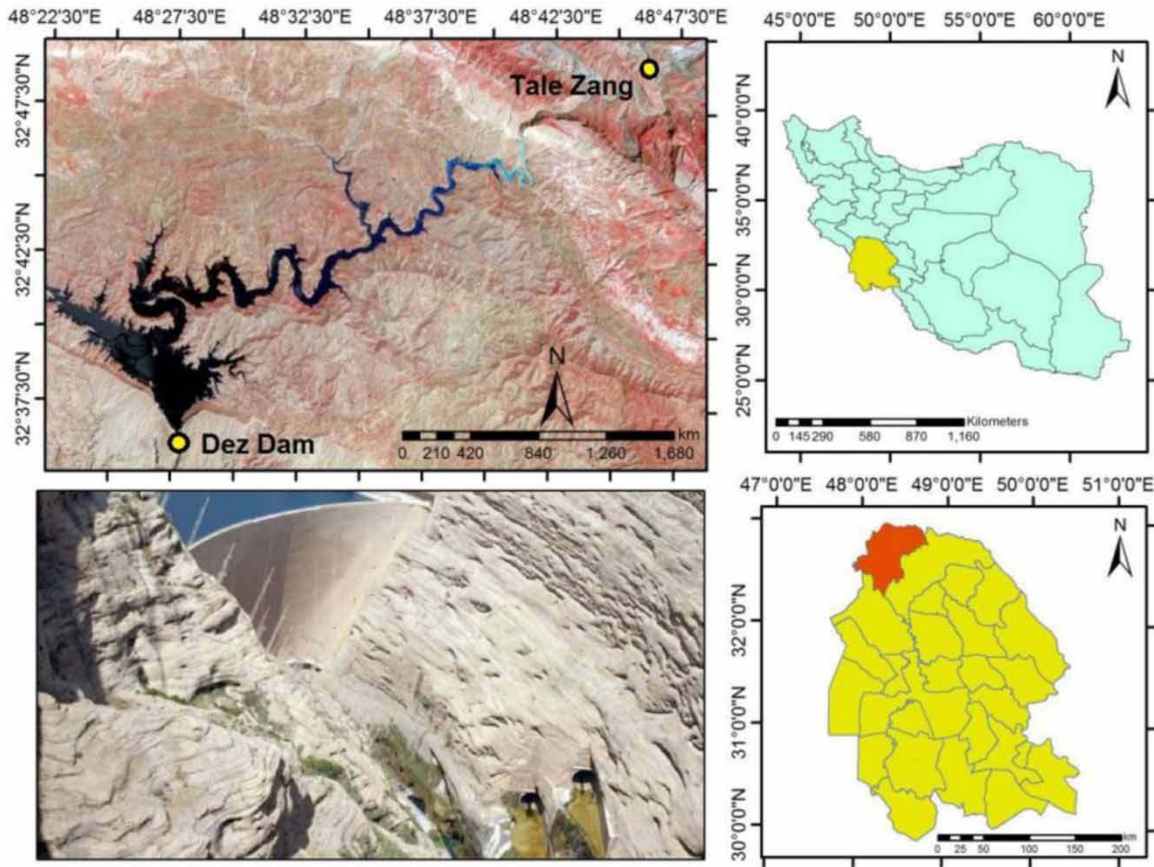 48°22'30"E 48°27'30"E 48°32'30"E 48°37'30"E 48°42'30"E 48°47'30"E
32°47'30"N
32°42'30"N
32°37'30"N
Tale Zang
N
Dez Dam
km
0 210 420 840 1,260 1,680
45°0'0"E 50°0'0"E 55°0'0"E 60°0'0"E
40°0'0"N
35°0'0"N
30°0'0"N
25°0'0"N
N
Kilometers
0 145 290 580 870 1,160
47°0'0"E 48°0'0"E 49°0'0"E 50°0'0"E 51°0'0"E
32°0'0"N
31°0'0"N
30°0'0"N
N
km
0 25 50 100 150 200